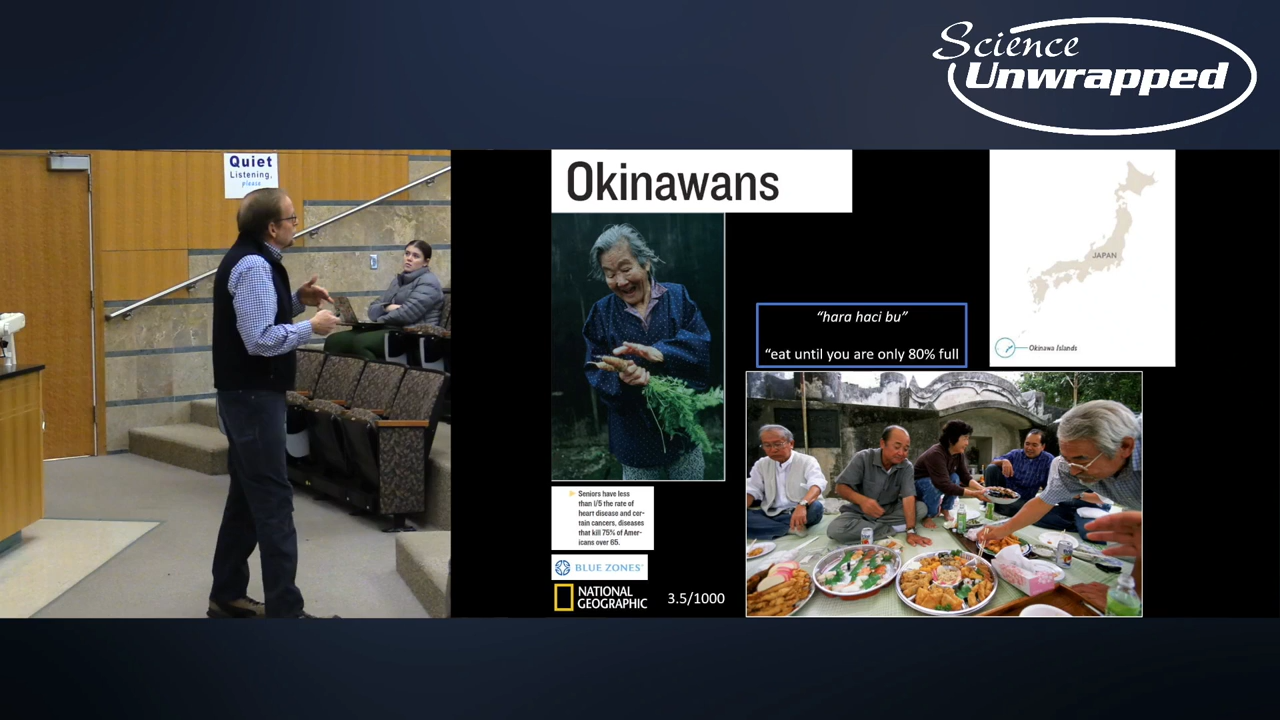 Science
Unwrapped
Quiet
Listening,
please
Okinawans
JAPAN
Okinawa Islands
“hara haci bu”
“eat until you are only 80% full
Seniors have less
than 1/5 the rate of
heart disease and cer-
tain cancers, diseases
that kill 75% of Amer-
icans over 65.
BLUE ZONES
NATIONAL
GEOGRAPHIC
3.5/1000